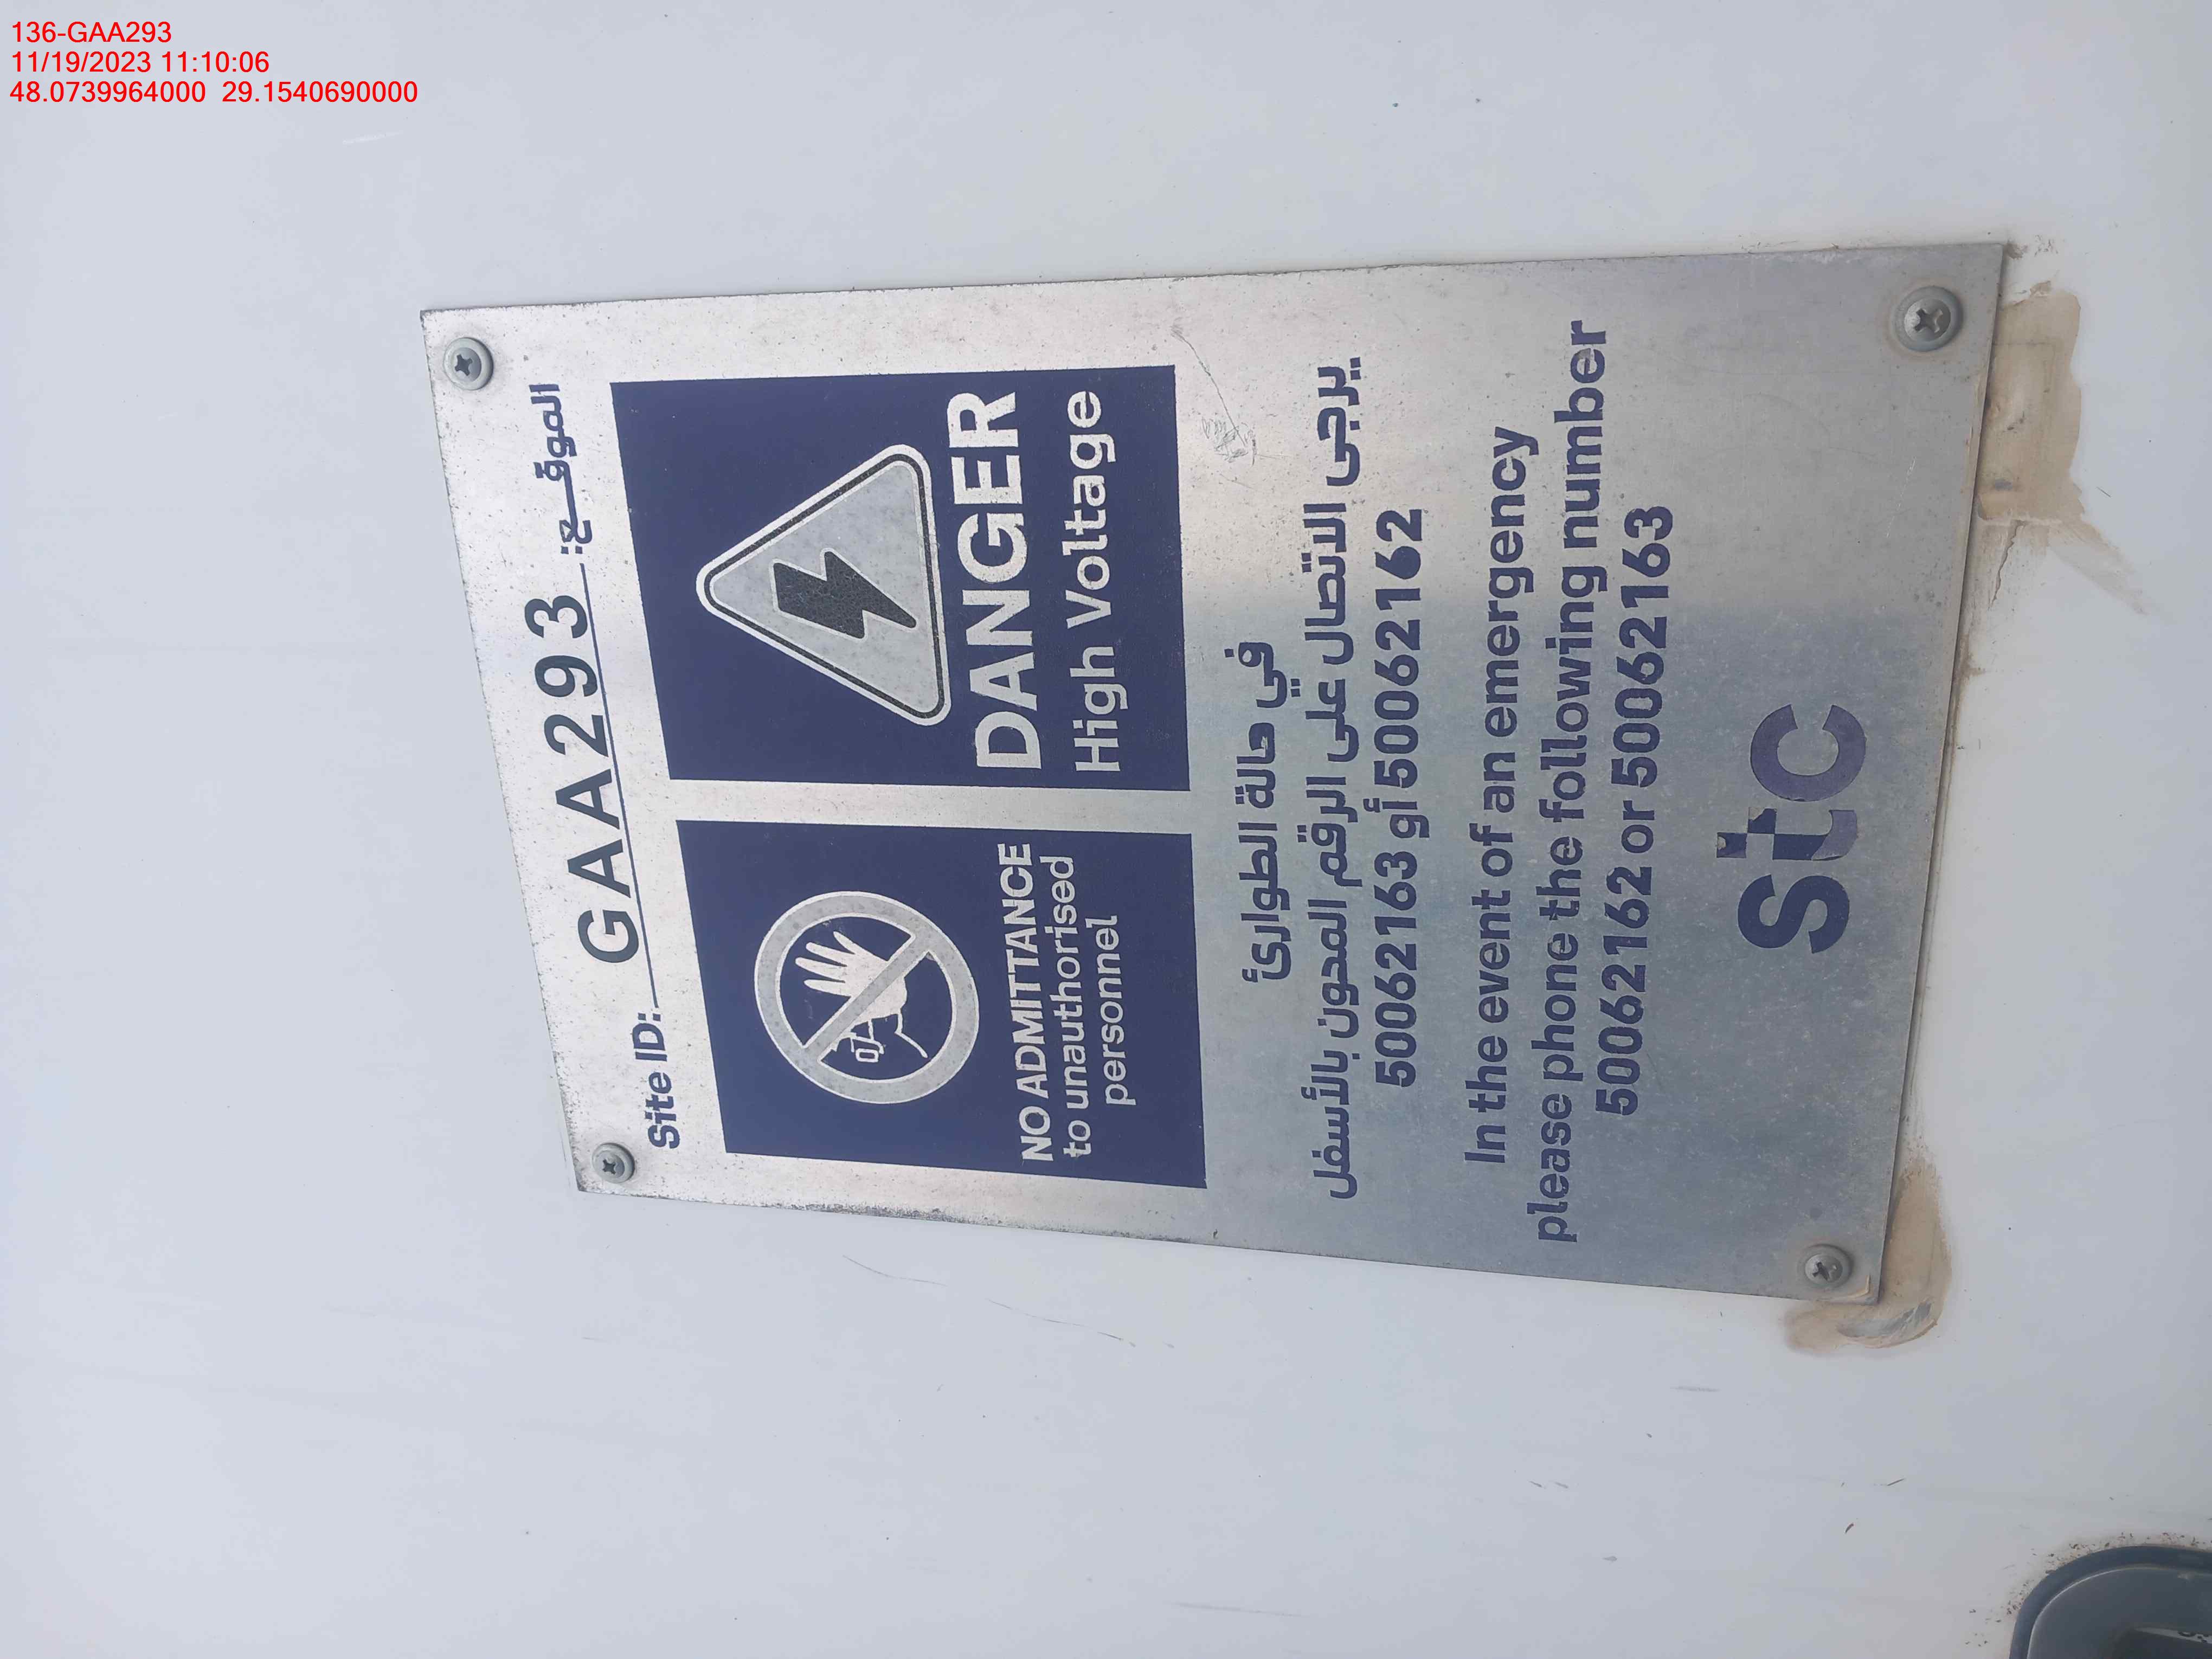 136-GAA293
11/19/2023 11:10:06
48.0739964000 29.1540690000
Site ID: GAA293 الموقع:
NO ADMITTANCE
to unauthorised
personnel
DANGER
High Voltage
في حالة الطوارئ
يرجى الاتصال على الرقم المدون بالأسفل
50062163 أو 50062162
In the event of an emergency
please phone the following number
50062162 or 50062163
stc